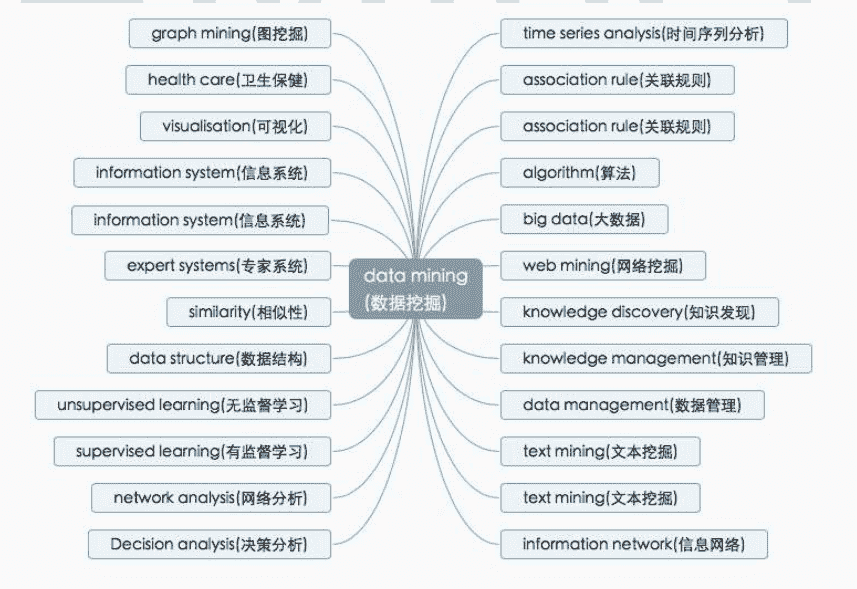 graph mining(图挖掘)
health care(卫生保健)
visualisation(可视化)
information system(信息系统)
information system(信息系统)
expert systems(专家系统)
similarity(相似性)
data structure(数据结构)
unsupervised learning(无监督学习)
supervised learning(有监督学习)
network analysis(网络分析)
Decision analysis(决策分析)
data mining
(数据挖掘)
time series analysis(时间序列分析)
association rule(关联规则)
association rule(关联规则)
algorithm(算法)
big data(大数据)
web mining(网络挖掘)
knowledge discovery(知识发现)
knowledge management(知识管理)
data management(数据管理)
text mining(文本挖掘)
text mining(文本挖掘)
information network(信息网络)